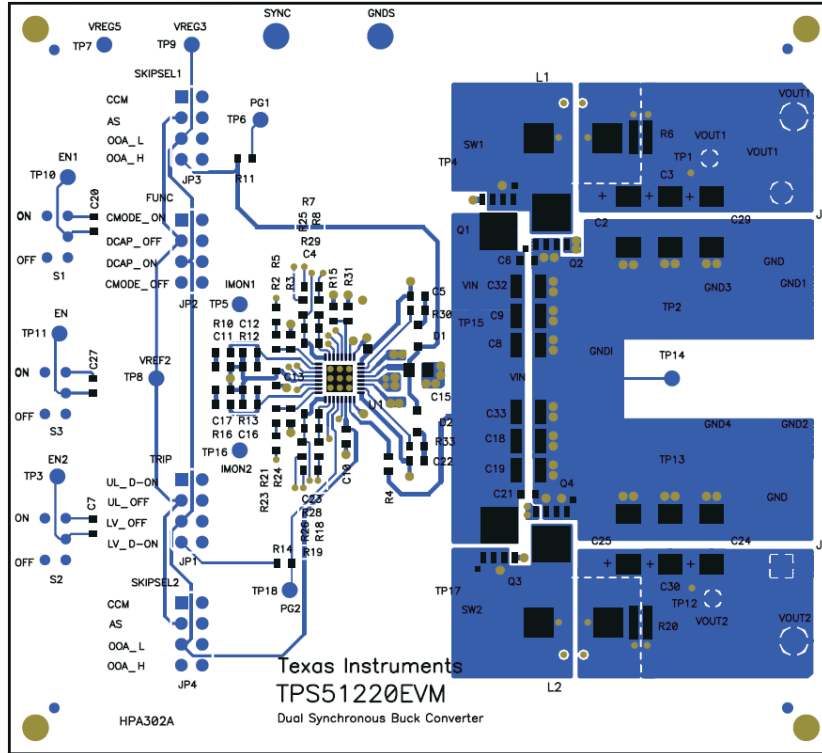 SYNC
GNDS
VREG5
VREG3
TP7
TP9
SKIPSEL1
L1
CCM
AS
OOA_L
OOA_H
JP3
PG1
TP6
R11
SW1
TP4
R6
VOUT1
VOUT1
TP1
VOUT1
C3
EN1
TP10
C20
ON
OFF
S1
FUNC
CMODE_ON
DCAP_OFF
DCAP_ON
CMODE_OFF
JP2
R7
R25
R8
R29
C4
R5
R2
R3
R15
R31
Q1
C2
C29
J
Q2
C6
VIN
C32
C9
C8
TP15
VIN
GND
GND3
GND1
TP2
GND1
TP14
IMON1
TP5
R10
C12
C11
R12
C5
R30
D1
EN
TP11
C27
ON
OFF
S3
VREF2
TP8
C13
U1
C15
C17
R13
R16
C16
TP16
IMON2
D2
R33
C22
R4
C10
C33
C18
C19
C21
GND4
GND2
TP13
GND
EN2
TP3
C7
ON
OFF
S2
TRIP
UL_D-ON
UL_OFF
LV_OFF
LV_D-ON
JP1
R24
R21
R23
C23
R28
R26
R18
R19
R14
TP18
PG2
Q4
Q3
C25
C24
J
SKIPSEL2
CCM
AS
OOA_L
OOA_H
JP4
TP17
SW2
R20
C30
TP12
VOUT2
VOUT2
L2
Texas Instruments
TPS51220EVM
Dual Synchronous Buck Converter
HPA302A